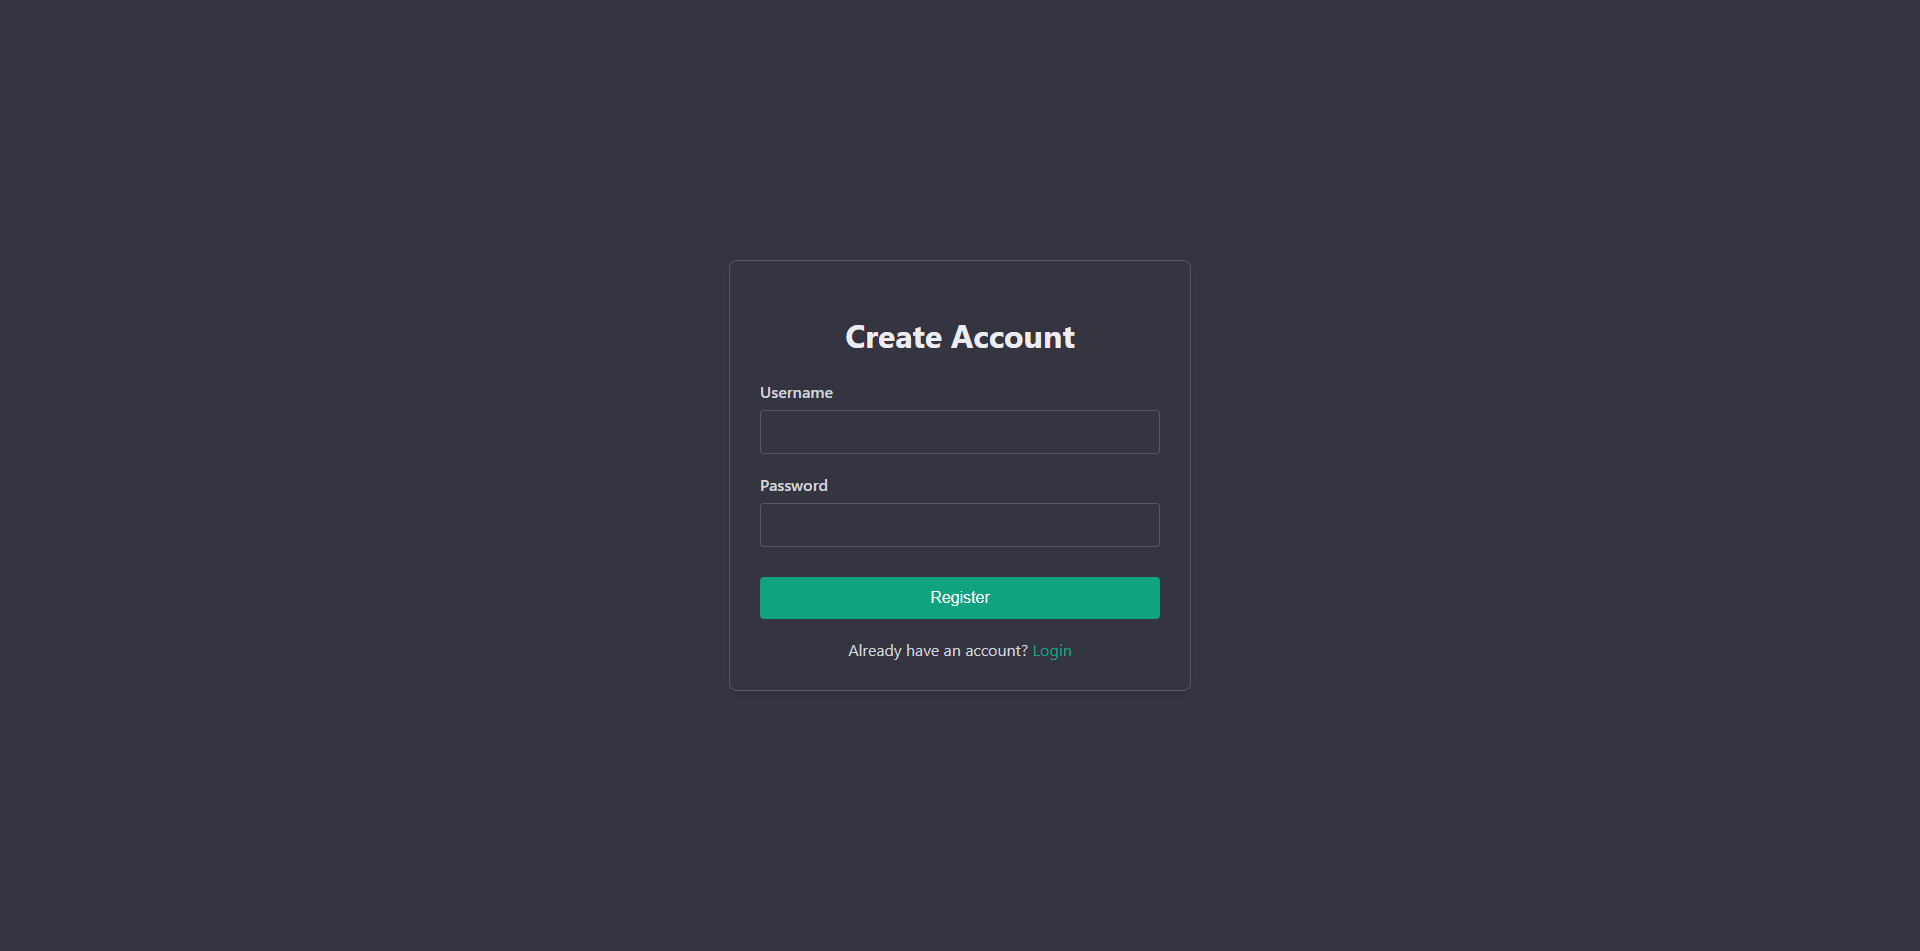 Create Account
Username
Password
Register
Already have an account? Login